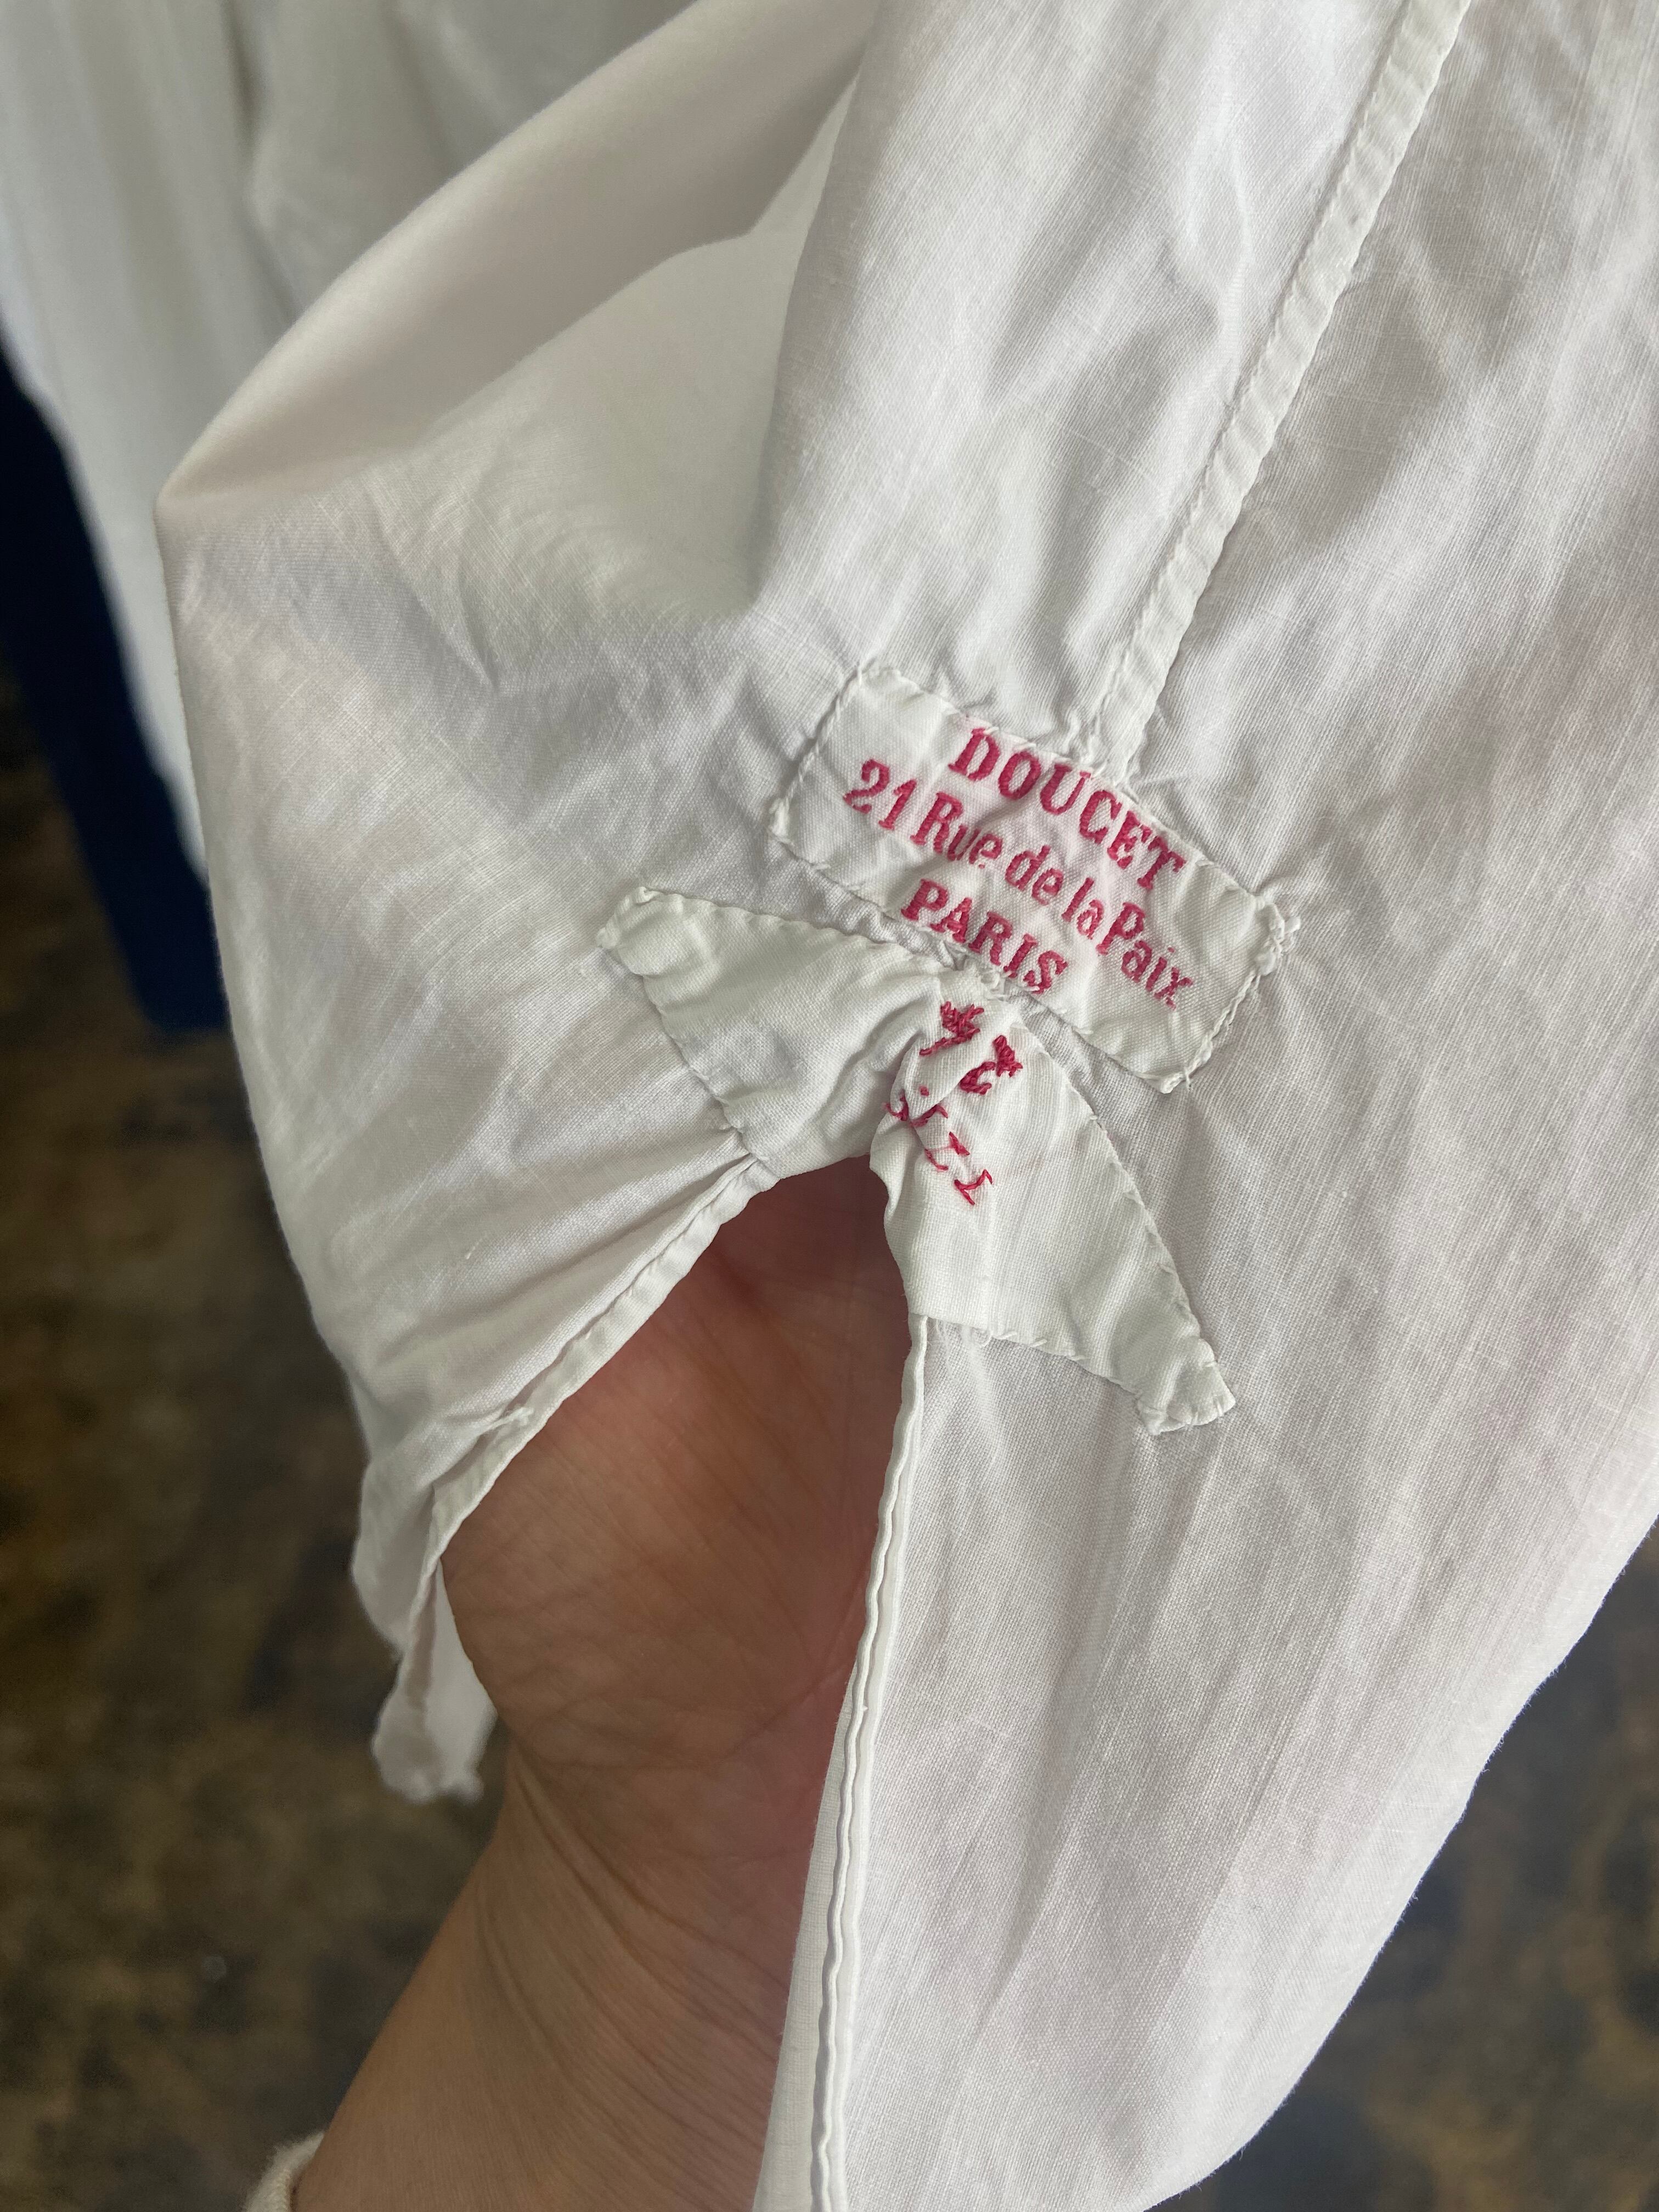 DOUCET
21 Rue de la Paix
PARIS